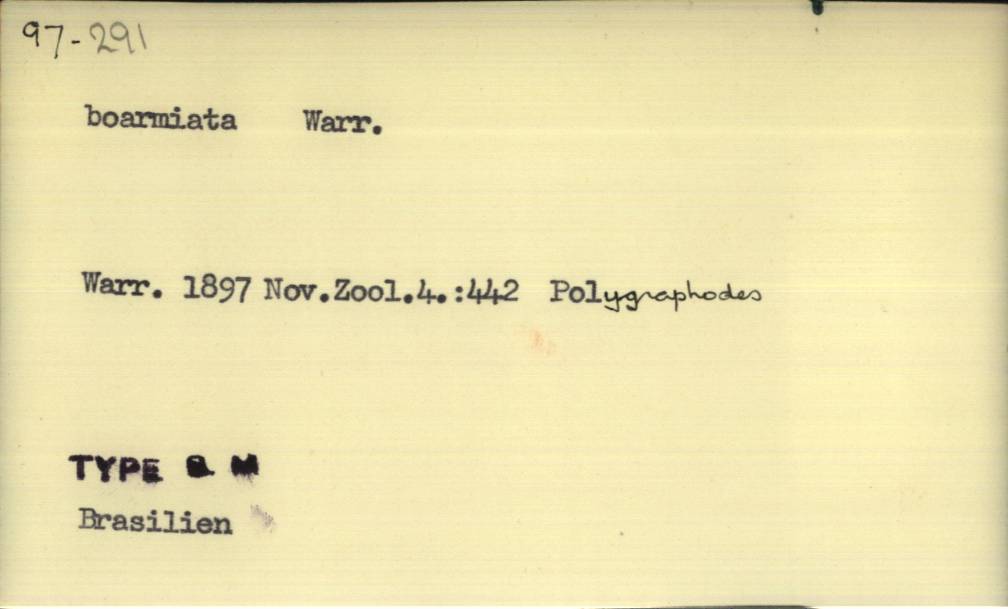 97-291
boarmiata Warr.
Warr. 1897 Nov.Zool.4.:442 Polygraphodes
TYPE B M
Brasilien